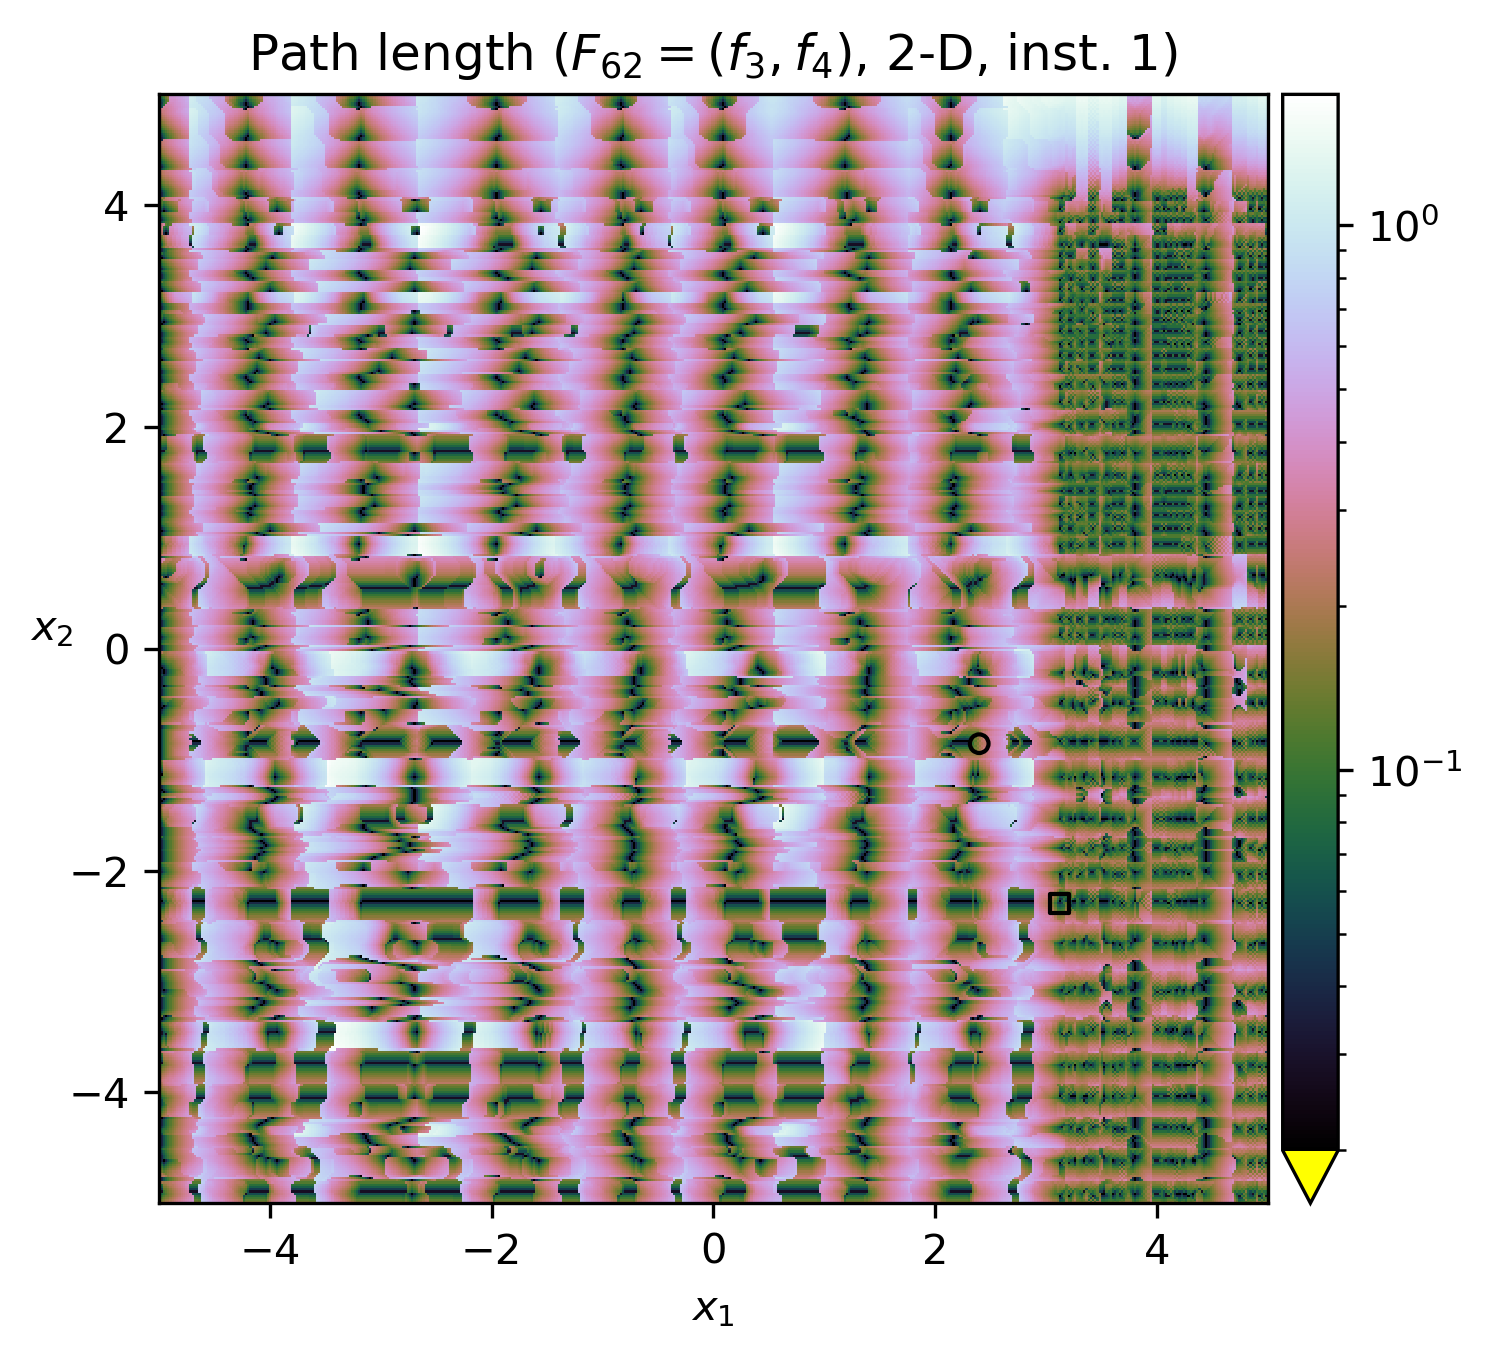 Path length (F₆₂ = (f₃, f₄), 2-D, inst. 1)
4
2
0
−2
−4
x₂
−4 −2 0 2 4
x₁
10⁰
10⁻¹